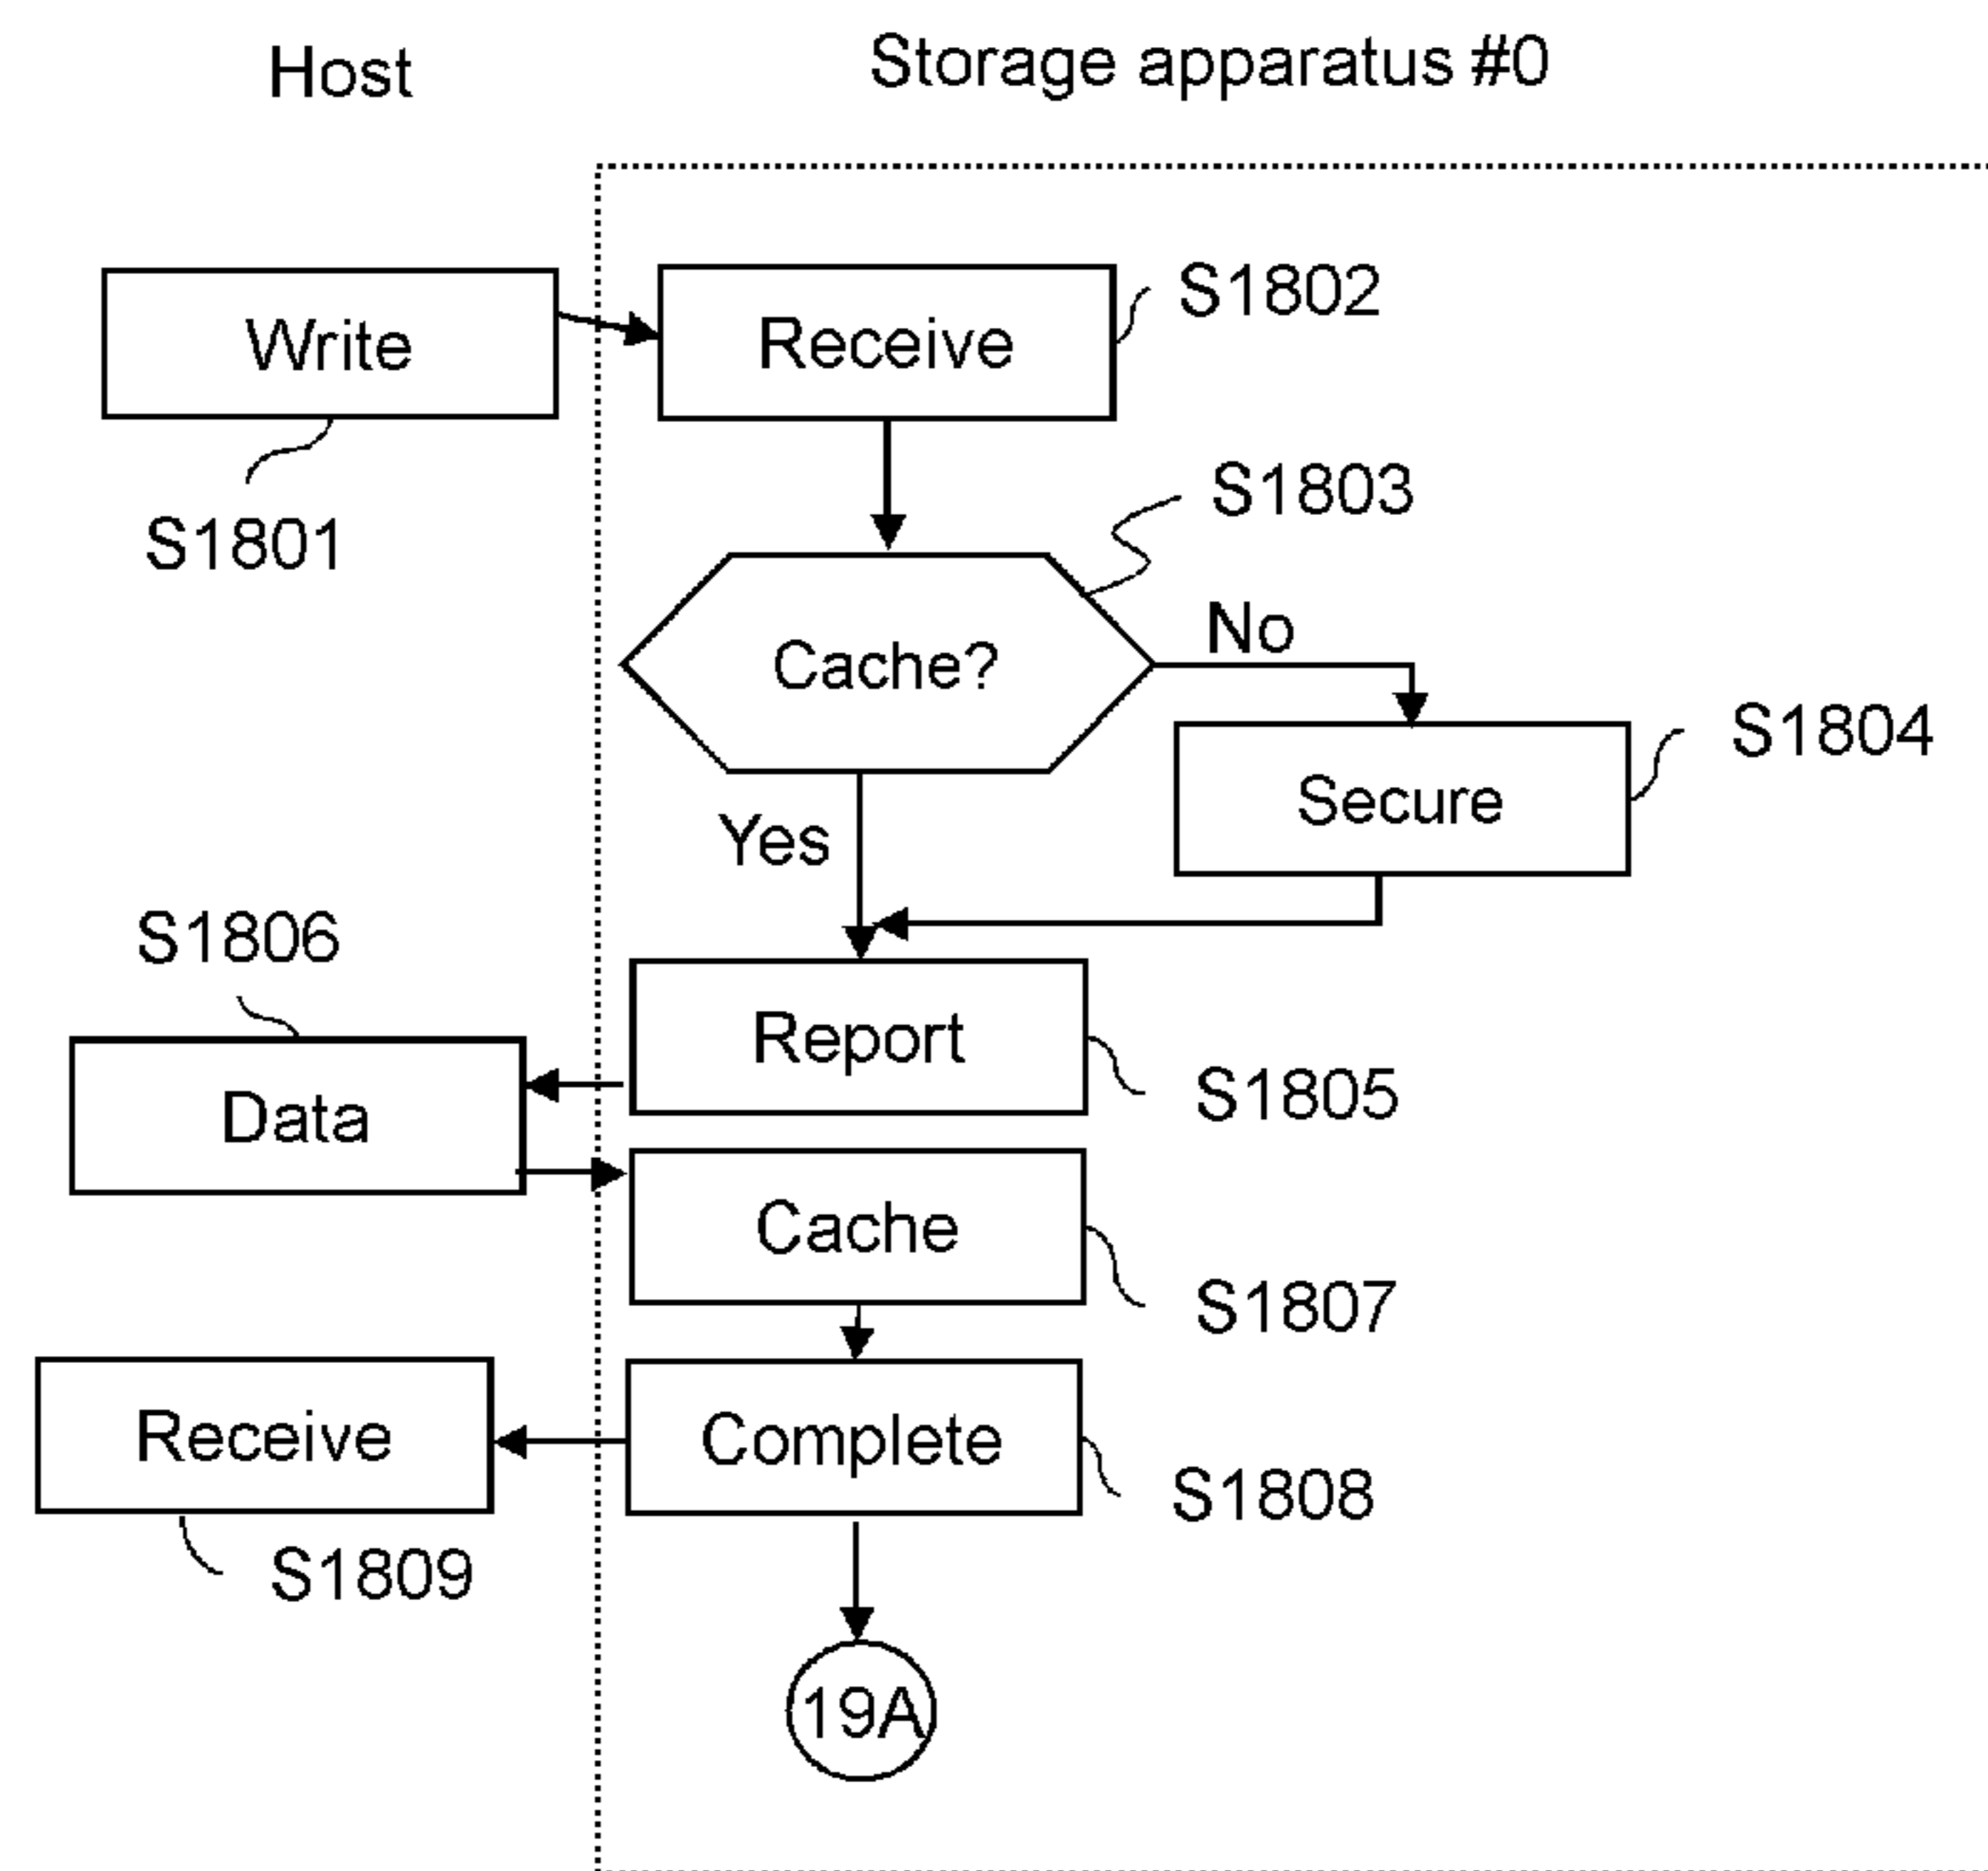 Host
Storage apparatus #0
Write
Receive
S1802
S1801
S1803
Cache?
No
S1804
Secure
Yes
S1806
Report
S1805
Data
Cache
S1807
Receive
Complete
S1808
S1809
19A